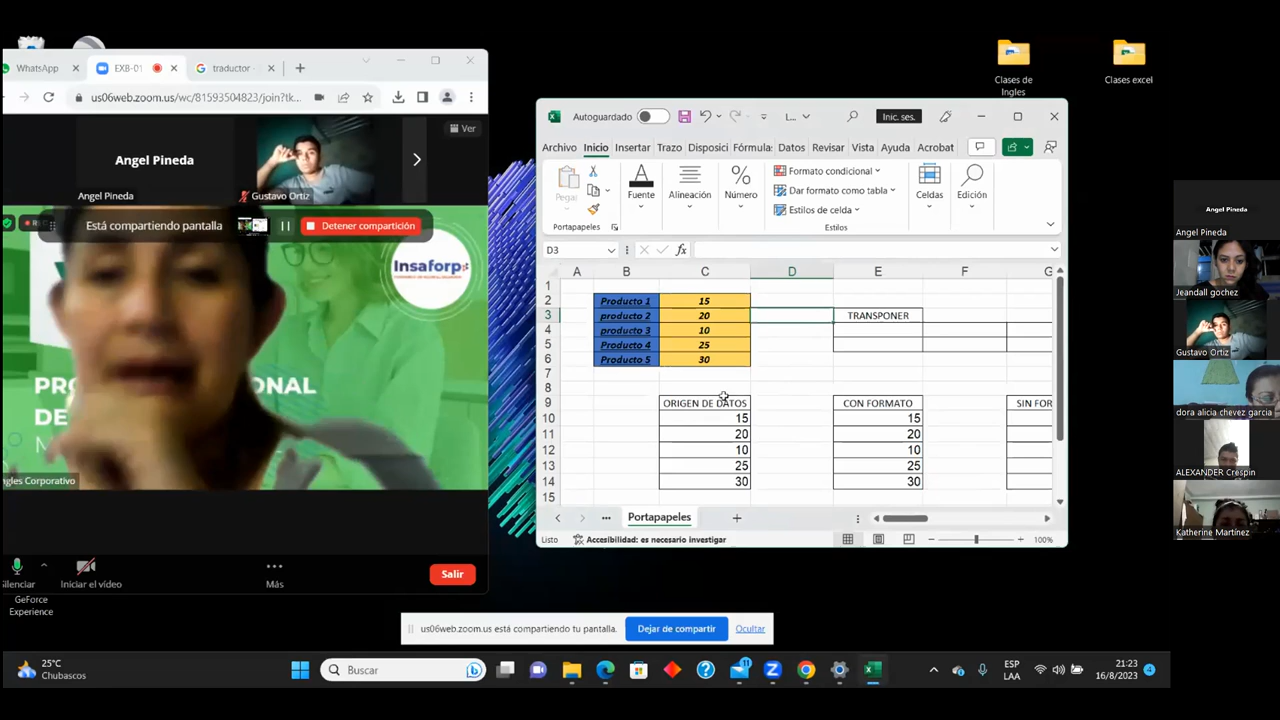 Clases de
Ingles
Clases excel
WhatsApp
EXB-01
traductor -
us06web.zoom.us/wc/81593504823/join?tk
Ver
Angel Pineda
Angel Pineda
Gustavo Ortiz
Está compartiendo pantalla
Detener compartición
Insaforp
DE
ngles Corporativo
Silenciar
Iniciar el vídeo
Más
Salir
GeForce
Experience
Autoguardado
L...
Inic. ses.
Archivo
Inicio
Insertar
Trazo
Disposici
Fórmula:
Datos
Revisar
Vista
Ayuda
Acrobat
Pegar
Fuente
Alineación
Número
Formato condicional
Dar formato como tabla
Estilos de celda
Celdas
Edición
Portapapeles
Estilos
D3
fx
A B C D E F G
1
2 Producto 1 15
3 producto 2 20 TRANSPONER
4 producto 3 10
5 Producto 4 25
6 Producto 5 30
7
8
9 ORIGEN DE DATOS CON FORMATO SIN FOR
10 15 15
11 20 20
12 10 10
13 25 25
14 30 30
15
Portapapeles
Listo
Accesibilidad: es necesario investigar
100%
us06web.zoom.us está compartiendo tu pantalla.
Dejar de compartir
Ocultar
25°C
Chubascos
Buscar
11
ESP
LAA
21:23
16/8/2023
4
Angel Pineda
Angel Pineda
Jeandall gochez
Gustavo Ortiz
dora alicia chevez garcia
ALEXANDER Crespin
Katherine Martínez